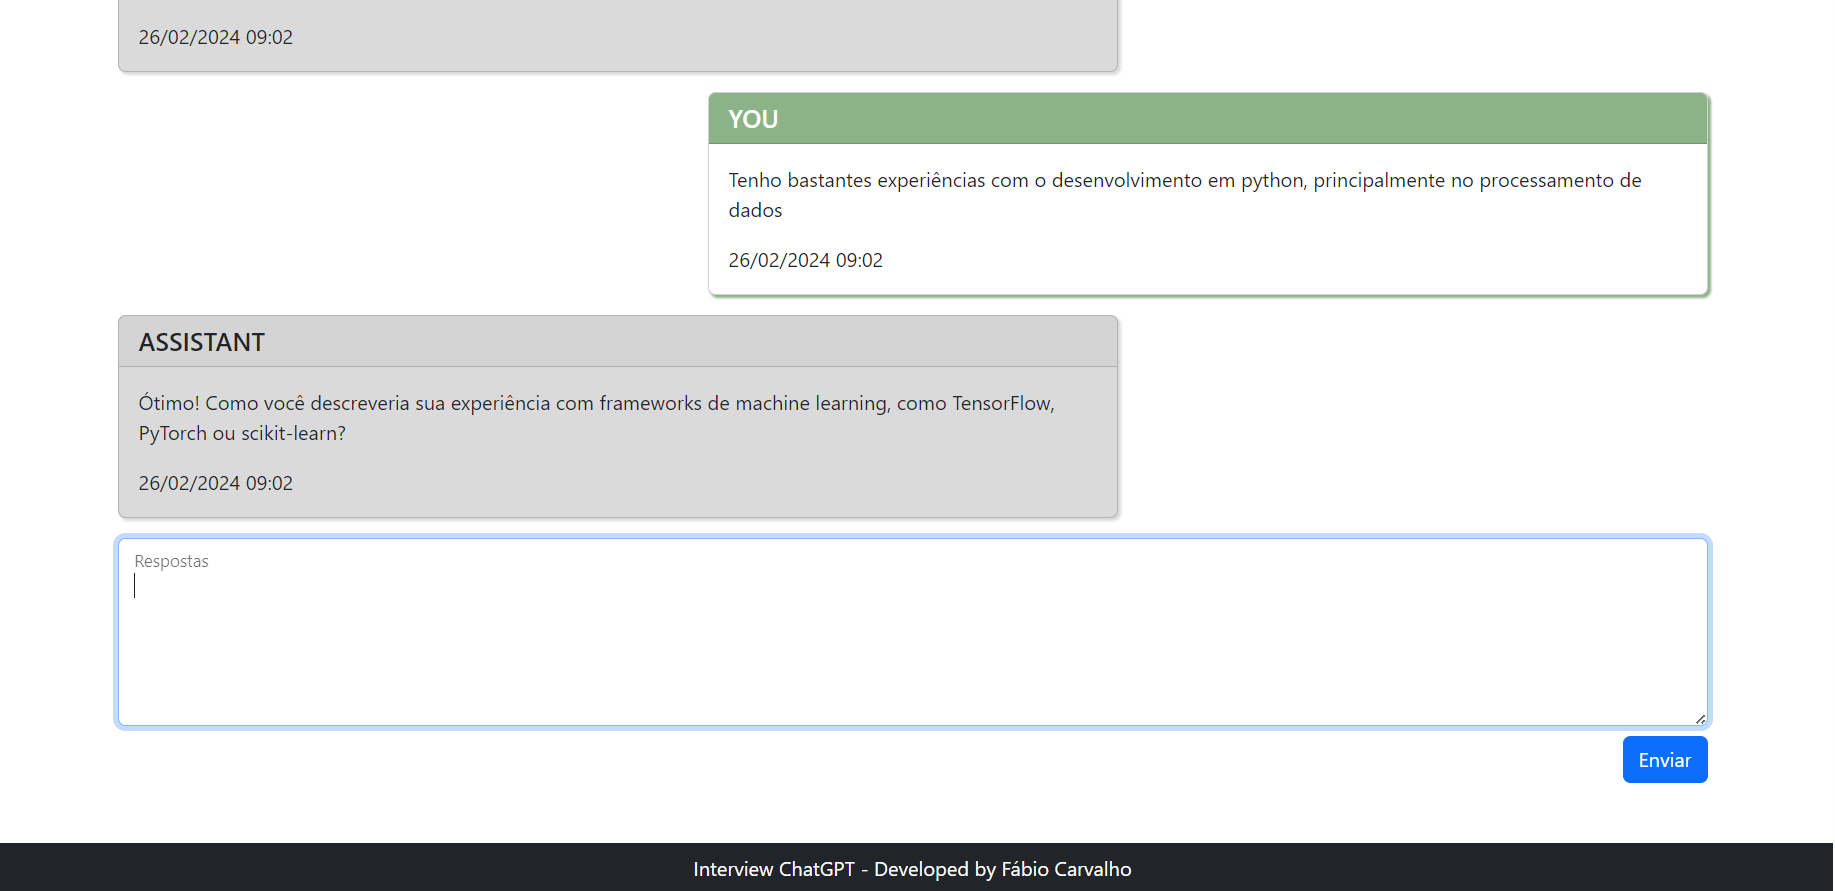 26/02/2024 09:02
YOU
Tenho bastantes experiências com o desenvolvimento em python, principalmente no processamento de
dados
26/02/2024 09:02
ASSISTANT
Ótimo! Como você descreveria sua experiência com frameworks de machine learning, como TensorFlow,
PyTorch ou scikit-learn?
26/02/2024 09:02
Respostas
Enviar
Interview ChatGPT - Developed by Fábio Carvalho